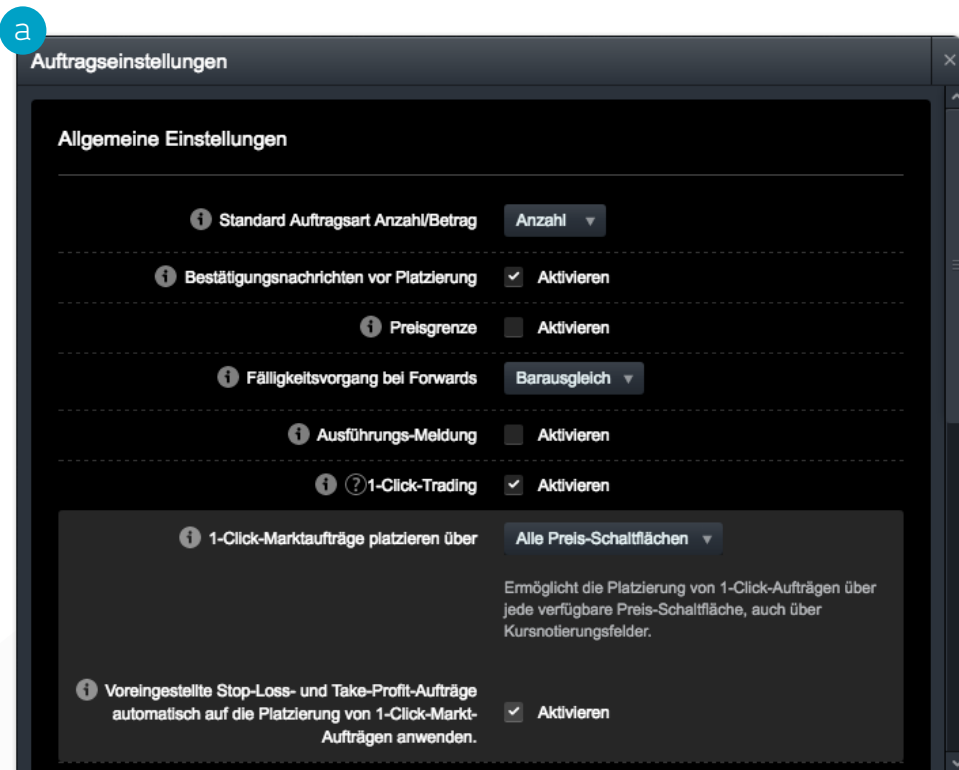 a
Auftragseinstellungen
Allgemeine Einstellungen
Standard Auftragsart Anzahl/Betrag Anzahl
Bestätigungsnachrichten vor Platzierung Aktivieren
Preisgrenze Aktivieren
Fälligkeitsvorgang bei Forwards Barausgleich
Ausführungs-Meldung Aktivieren
1-Click-Trading Aktivieren
1-Click-Marktaufträge platzieren über Alle Preis-Schaltflächen
Ermöglicht die Platzierung von 1-Click-Aufträgen über
jede verfügbare Preis-Schaltfläche, auch über
Kursnotierungsfelder.
Voreingestellte Stop-Loss- und Take-Profit-Aufträge
automatisch auf die Platzierung von 1-Click-Markt-
Aufträgen anwenden.
Aktivieren